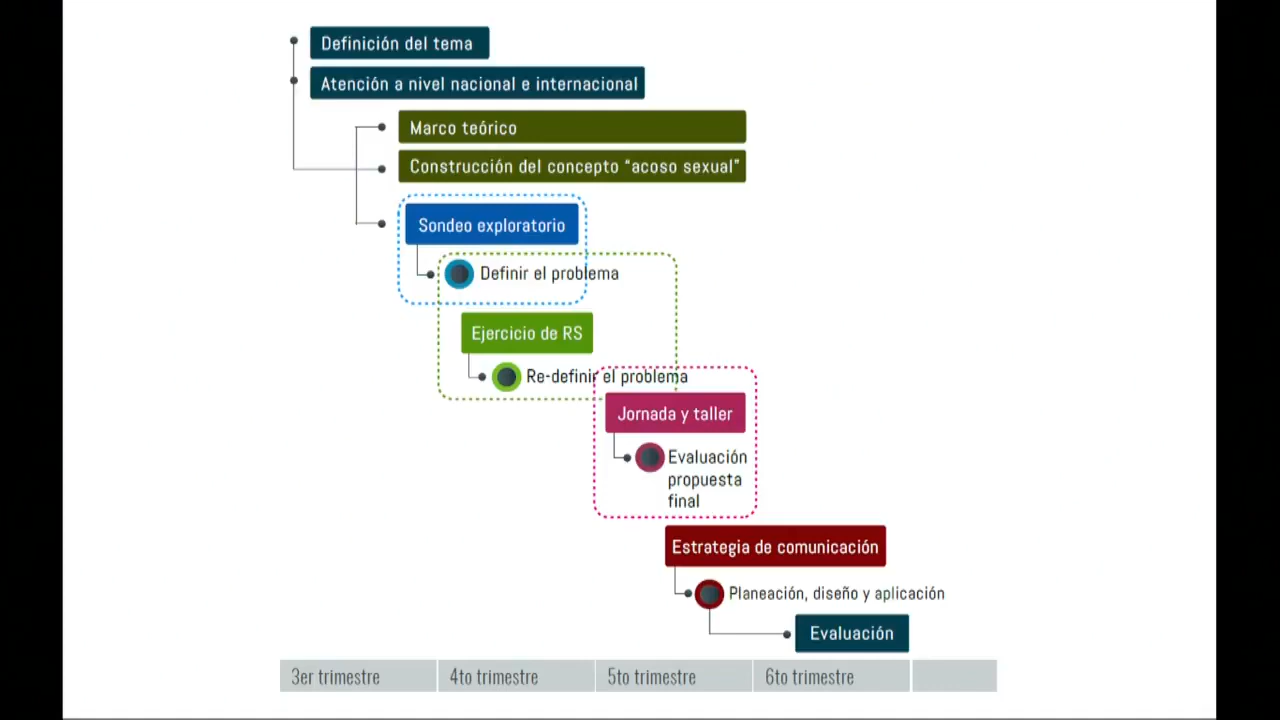 Definición del tema
Atención a nivel nacional e internacional
Marco teórico
Construcción del concepto “acoso sexual”
Sondeo exploratorio
Definir el problema
Ejercicio de RS
Re-definir el problema
Jornada y taller
Evaluación
propuesta
final
Estrategia de comunicación
Planeación, diseño y aplicación
Evaluación
3er trimestre
4to trimestre
5to trimestre
6to trimestre